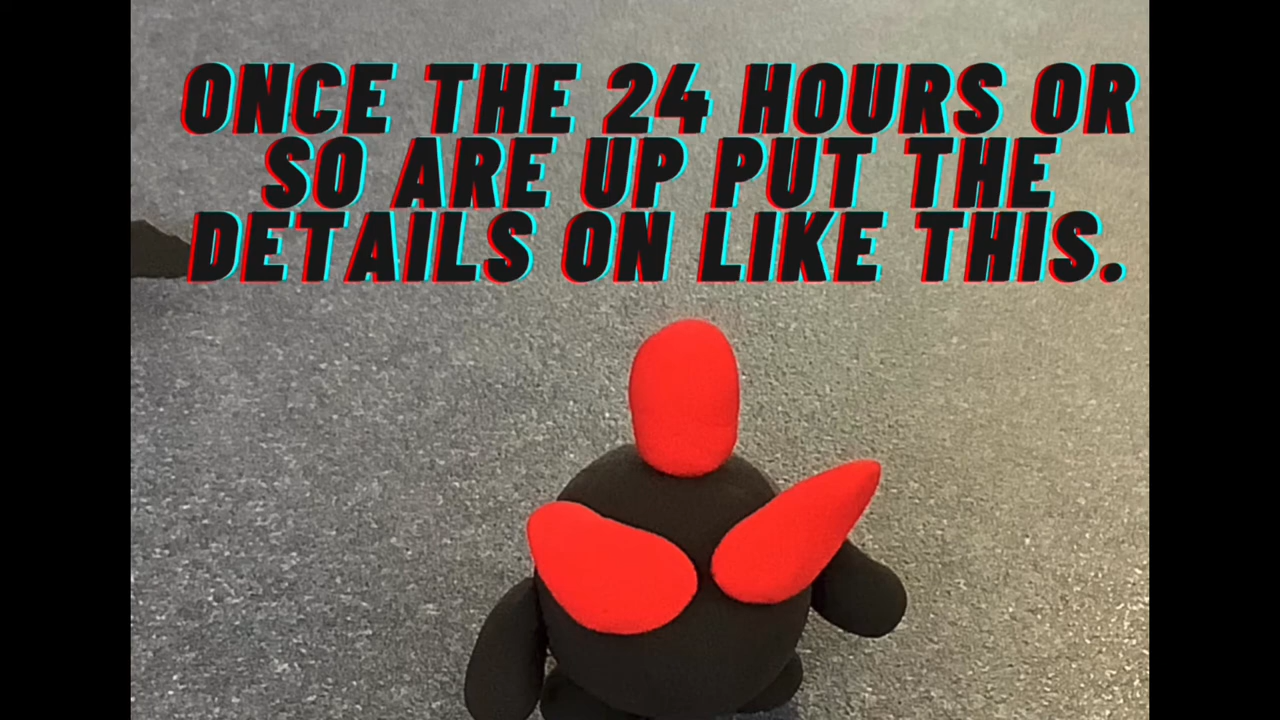 ONCE THE 24 HOURS OR
SO ARE UP PUT THE
DETAILS ON LIKE THIS.